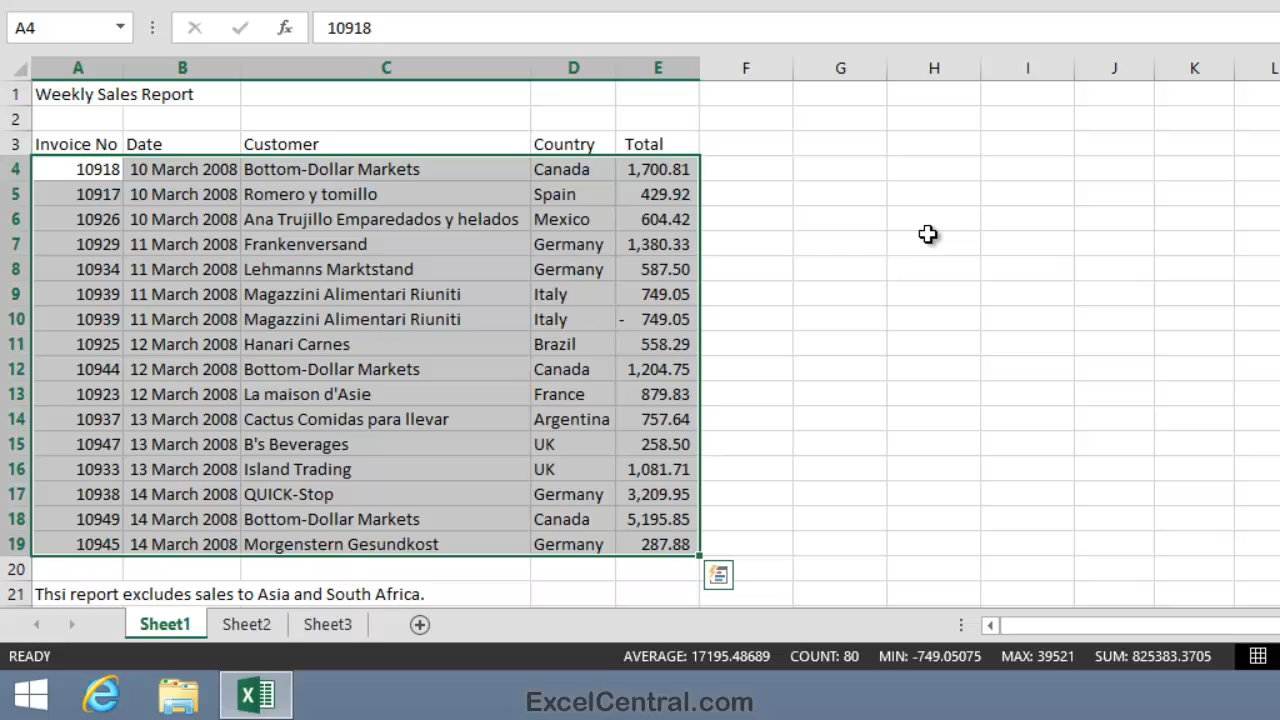 A4 fx 10918
A B C D E F G H I J K L
1 Weekly Sales Report
2
3 Invoice No Date Customer Country Total
4 10918 10 March 2008 Bottom-Dollar Markets Canada 1,700.81
5 10917 10 March 2008 Romero y tomillo Spain 429.92
6 10926 10 March 2008 Ana Trujillo Emparedados y helados Mexico 604.42
7 10929 11 March 2008 Frankenversand Germany 1,380.33
8 10934 11 March 2008 Lehmanns Marktstand Germany 587.50
9 10939 11 March 2008 Magazzini Alimentari Riuniti Italy 749.05
10 10939 11 March 2008 Magazzini Alimentari Riuniti Italy - 749.05
11 10925 12 March 2008 Hanari Carnes Brazil 558.29
12 10944 12 March 2008 Bottom-Dollar Markets Canada 1,204.75
13 10923 12 March 2008 La maison d'Asie France 879.83
14 10937 13 March 2008 Cactus Comidas para llevar Argentina 757.64
15 10947 13 March 2008 B's Beverages UK 258.50
16 10933 13 March 2008 Island Trading UK 1,081.71
17 10938 14 March 2008 QUICK-Stop Germany 3,209.95
18 10949 14 March 2008 Bottom-Dollar Markets Canada 5,195.85
19 10945 14 March 2008 Morgenstern Gesundkost Germany 287.88
20
21 Thsi report excludes sales to Asia and South Africa.
Sheet1 Sheet2 Sheet3
READY AVERAGE: 17195.48689 COUNT: 80 MIN: -749.05075 MAX: 39521 SUM: 825383.3705
ExcelCentral.com